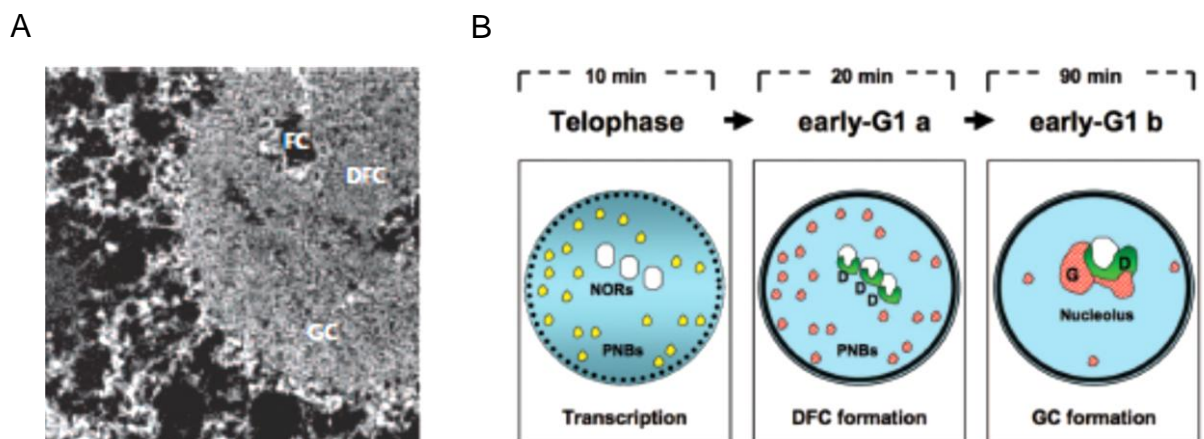 A
B
FC
DFC
GC
10 min
20 min
90 min
Telophase
early-G1 a
early-G1 b
NORs
PNBs
D
D
D
PNBs
G
D
Nucleolus
Transcription
DFC formation
GC formation